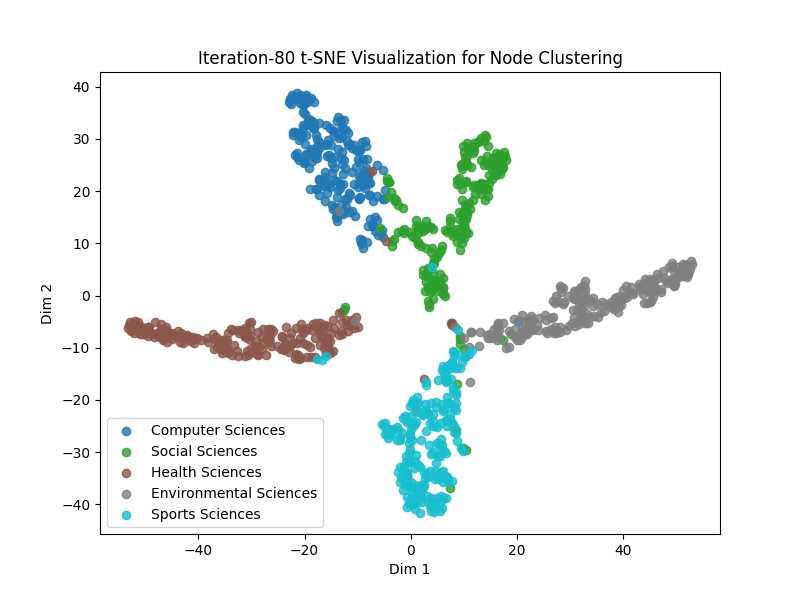 Iteration-80 t-SNE Visualization for Node Clustering
Dim 2
40
30
20
10
0
−10
−20
−30
−40
Computer Sciences
Social Sciences
Health Sciences
Environmental Sciences
Sports Sciences
−40
−20
0
20
40
Dim 1